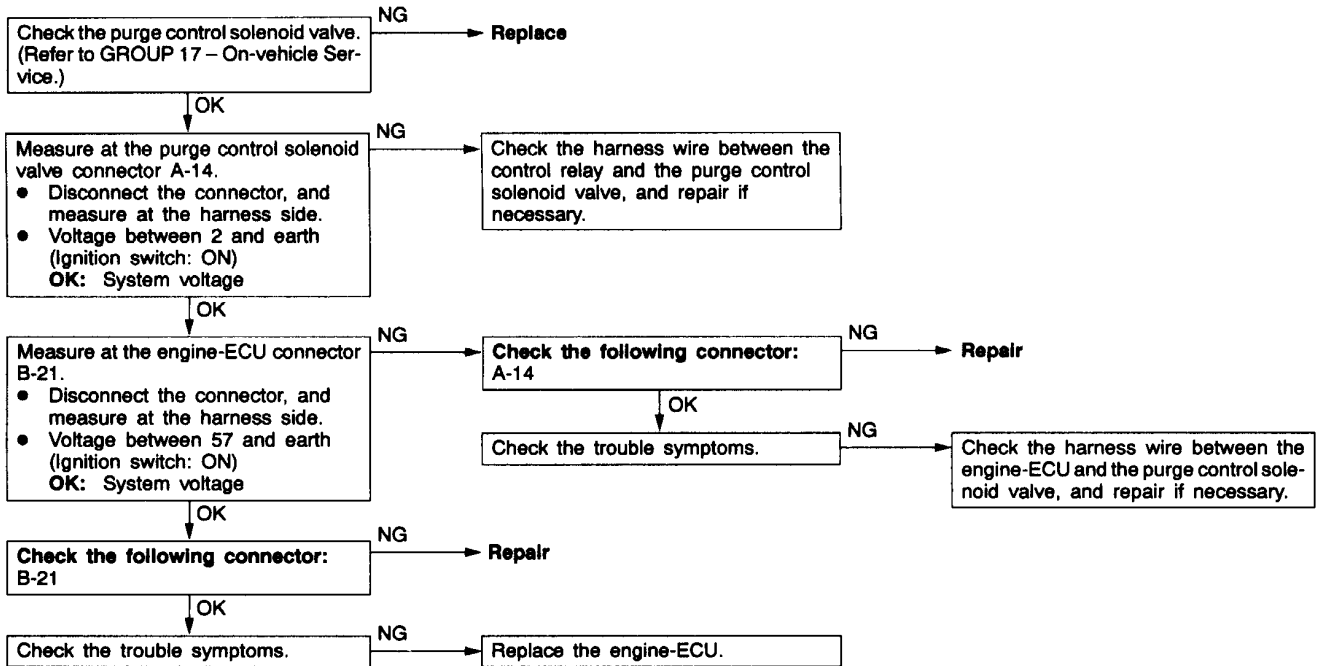 Check the purge control solenoid valve.
(Refer to GROUP 17 – On-vehicle Ser-
vice.)
NG
Replace
OK
Measure at the purge control solenoid
valve connector A-14.
● Disconnect the connector, and
measure at the harness side.
● Voltage between 2 and earth
(Ignition switch: ON)
OK: System voltage
NG
Check the harness wire between the
control relay and the purge control
solenoid valve, and repair if
necessary.
OK
Measure at the engine-ECU connector
B-21.
● Disconnect the connector, and
measure at the harness side.
● Voltage between 57 and earth
(Ignition switch: ON)
OK: System voltage
NG
Check the following connector:
A-14
NG
Repair
OK
Check the trouble symptoms.
NG
Check the harness wire between the
engine-ECU and the purge control sole-
noid valve, and repair if necessary.
OK
Check the following connector:
B-21
NG
Repair
OK
Check the trouble symptoms.
NG
Replace the engine-ECU.